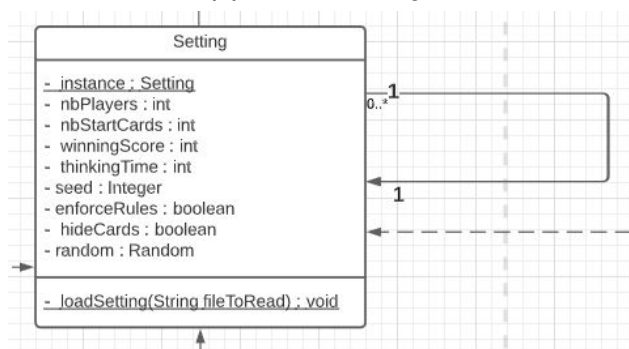 Setting
- instance : Setting
- nbPlayers : int
- nbStartCards : int
- winningScore : int
- thinkingTime : int
- seed : Integer
- enforceRules : boolean
- hideCards : boolean
- random : Random
- loadSetting(String fileToRead) : void
1
0..*
1